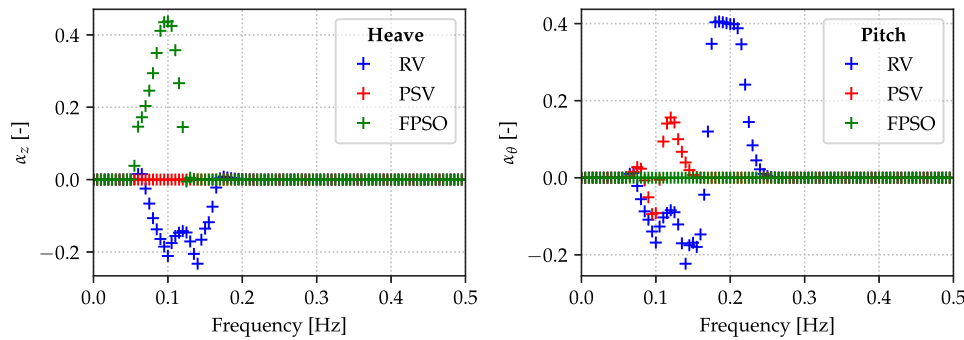 0.4
0.2
0.0
−0.2
α_z [-]
0.0 0.1 0.2 0.3 0.4 0.5
Frequency [Hz]
Heave
RV
PSV
FPSO
0.4
0.2
0.0
−0.2
α_θ [-]
0.0 0.1 0.2 0.3 0.4 0.5
Frequency [Hz]
Pitch
RV
PSV
FPSO